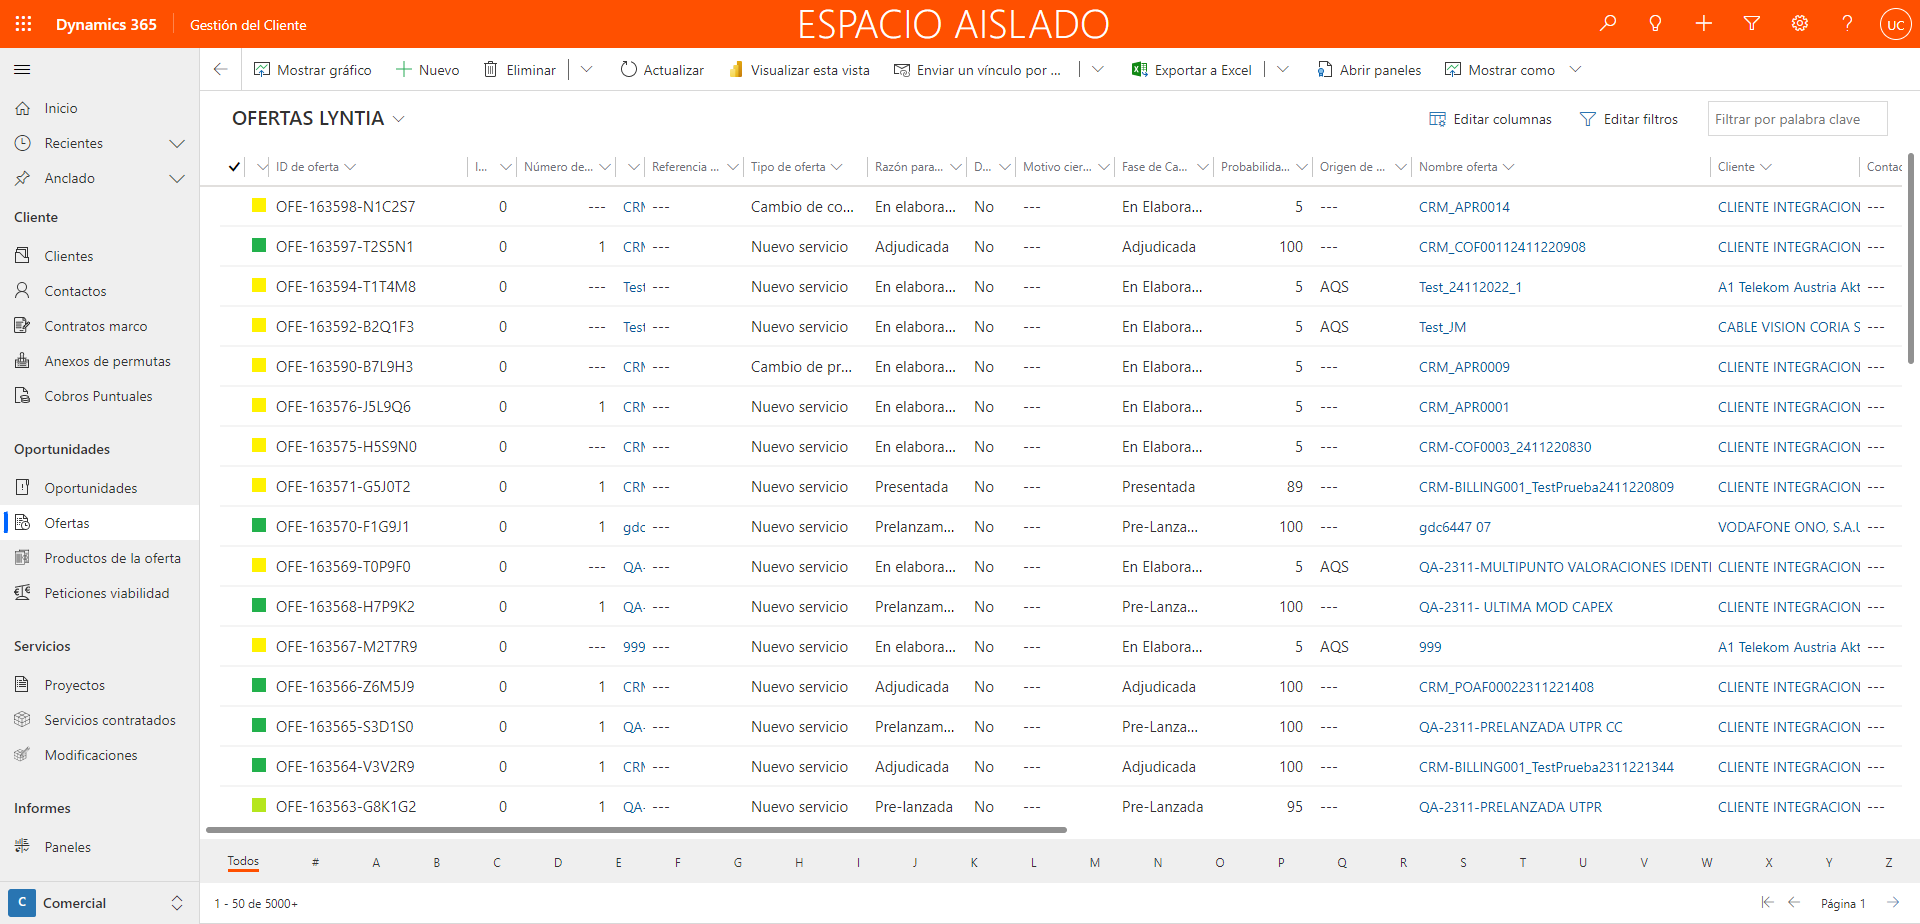 Dynamics 365
Gestión del Cliente
ESPACIO AISLADO
UC
Mostrar gráfico
Nuevo
Eliminar
Actualizar
Visualizar esta vista
Enviar un vínculo por ...
Exportar a Excel
Abrir paneles
Mostrar como
Inicio
Recientes
Anclado
Cliente
Clientes
Contactos
Contratos marco
Anexos de permutas
Cobros Puntuales
Oportunidades
Oportunidades
Ofertas
Productos de la oferta
Peticiones viabilidad
Servicios
Proyectos
Servicios contratados
Modificaciones
Informes
Paneles
C Comercial
OFERTAS LYNTIA
Editar columnas
Editar filtros
Filtrar por palabra clave
ID de oferta I... Número de... Referencia ... Tipo de oferta Razón para... D... Motivo cier... Fase de Ca... Probabilida... Origen de ... Nombre oferta Cliente Contac
OFE-163598-N1C2S7 0 --- CRM --- Cambio de co... En elabora... No --- En Elabora... 5 --- CRM_APR0014 CLIENTE INTEGRACION ---
OFE-163597-T2S5N1 0 1 CRM --- Nuevo servicio Adjudicada No --- Adjudicada 100 --- CRM_COF00112411220908 CLIENTE INTEGRACION ---
OFE-163594-T1T4M8 0 --- Test --- Nuevo servicio En elabora... No --- En Elabora... 5 AQS Test_24112022_1 A1 Telekom Austria Akt ---
OFE-163592-B2Q1F3 0 --- Test --- Nuevo servicio En elabora... No --- En Elabora... 5 AQS Test_JM CABLE VISION CORIA S ---
OFE-163590-B7L9H3 0 --- CRM --- Cambio de pr... En elabora... No --- En Elabora... 5 --- CRM_APR0009 CLIENTE INTEGRACION ---
OFE-163576-J5L9Q6 0 1 CRM --- Nuevo servicio En elabora... No --- En Elabora... 5 --- CRM_APR0001 CLIENTE INTEGRACION ---
OFE-163575-H5S9N0 0 --- CRM --- Nuevo servicio En elabora... No --- En Elabora... 5 --- CRM-COF0003_2411220830 CLIENTE INTEGRACION ---
OFE-163571-G5J0T2 0 1 CRM --- Nuevo servicio Presentada No --- Presentada 89 --- CRM-BILLING001_TestPrueba2411220809 CLIENTE INTEGRACION ---
OFE-163570-F1G9J1 0 1 gdc --- Nuevo servicio Prelanzam... No --- Pre-Lanza... 100 --- gdc6447 07 VODAFONE ONO, S.A.U ---
OFE-163569-T0P9F0 0 --- QA- --- Nuevo servicio En elabora... No --- En Elabora... 5 AQS QA-2311-MULTIPUNTO VALORACIONES IDENTI CLIENTE INTEGRACION ---
OFE-163568-H7P9K2 0 1 QA- --- Nuevo servicio Prelanzam... No --- Pre-Lanza... 100 --- QA-2311- ULTIMA MOD CAPEX CLIENTE INTEGRACION ---
OFE-163567-M2T7R9 0 --- 999 --- Nuevo servicio En elabora... No --- En Elabora... 5 AQS 999 A1 Telekom Austria Akt ---
OFE-163566-Z6M5J9 0 1 CRM --- Nuevo servicio Adjudicada No --- Adjudicada 100 --- CRM_POAF00022311221408 CLIENTE INTEGRACION ---
OFE-163565-S3D1S0 0 1 QA- --- Nuevo servicio Prelanzam... No --- Pre-Lanza... 100 --- QA-2311-PRELANZADA UTPR CC CLIENTE INTEGRACION ---
OFE-163564-V3V2R9 0 1 CRM --- Nuevo servicio Adjudicada No --- Adjudicada 100 --- CRM-BILLING001_TestPrueba2311221344 CLIENTE INTEGRACION ---
OFE-163563-G8K1G2 0 1 QA- --- Nuevo servicio Pre-lanzada No --- Pre-Lanzada 95 --- QA-2311-PRELANZADA UTPR CLIENTE INTEGRACION ---
Todos # A B C D E F G H I J K L M N O P Q R S T U V W X Y Z
1 - 50 de 5000+
Página 1